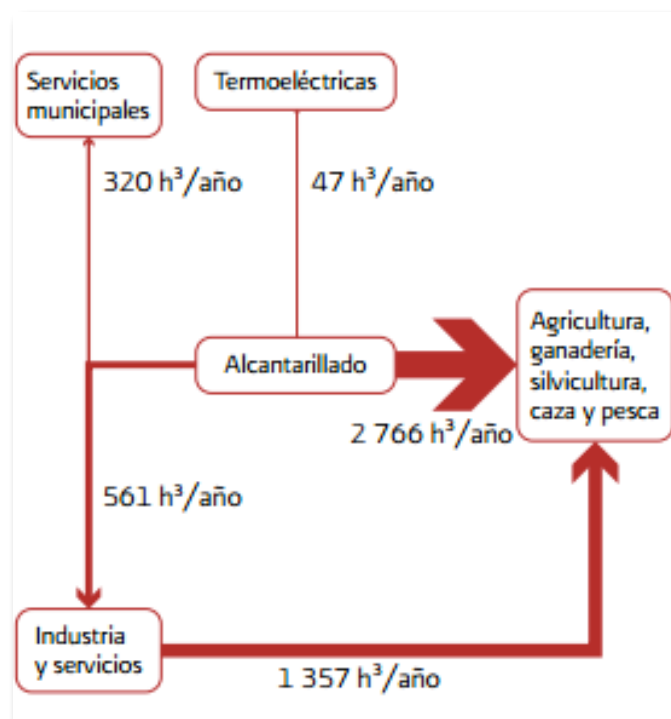 Servicios
municipales
Termoeléctricas
320 h³/año
47 h³/año
Alcantarillado
Agricultura,
ganadería,
silvicultura,
caza y pesca
2 766 h³/año
561 h³/año
Industria
y servicios
1 357 h³/año